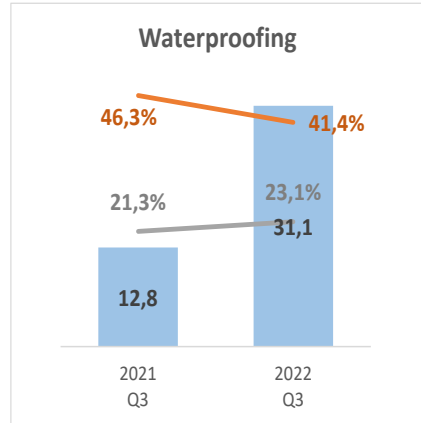 Waterproofing
46,3%
41,4%
21,3%
23,1%
31,1
12,8
2021
Q3
2022
Q3